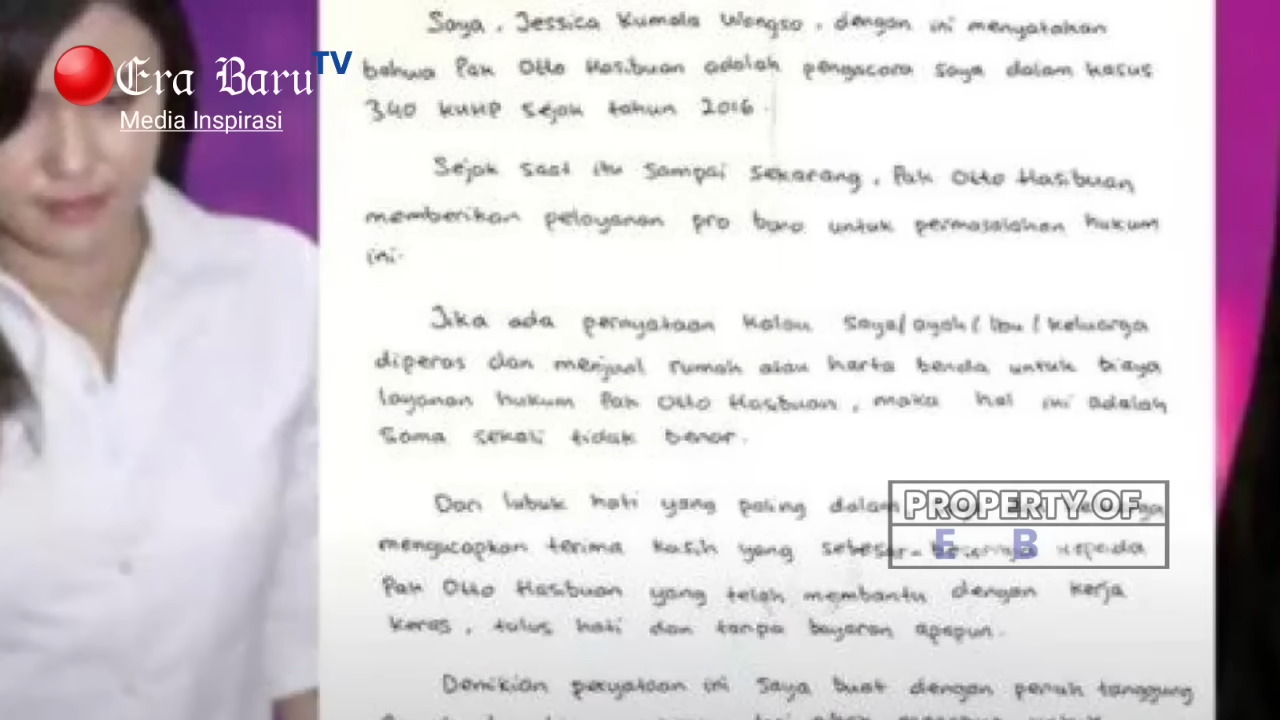 Era Baru TV
Media Inspirasi
Saya, Jessica Kumala Wongso, dengan ini menyatakan
bahwa Pak Otto Hasibuan adalah pengacara saya dalam kasus
340 KUHP sejak tahun 2016.
Sejak saat itu sampai sekarang, Pak Otto Hasibuan
memberikan pelayanan pro bono untuk permasalahan hukum
ini.
Jika ada pernyataan kalau saya/ayah/ibu/keluarga
diperas dan menjual rumah atau harta benda untuk biaya
layanan hukum Pak Otto Hasibuan, maka hal ini adalah
sama sekali tidak benar.
Dari lubuk hati yang paling dalam
PROPERTY OF
mengucapkan terima kasih yang sebesar-besarnya kepada
E B
Pak Otto Hasibuan yang telah membantu dengan kerja
keras, tulus hati dan tanpa bayaran apapun.
Demikian penyataan ini saya buat dengan penuh tanggung